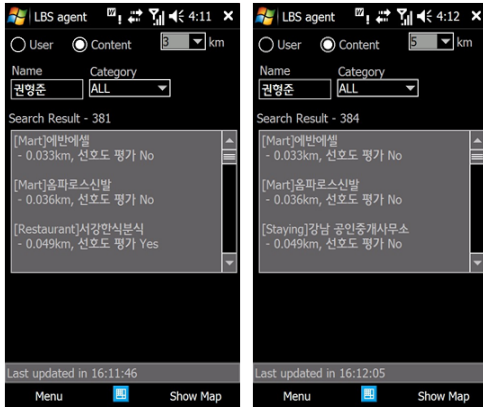 LBS agent 4:11
User Content 3 km
Name Category
권형준 ALL
Search Result - 381
[Mart]에반에셀
- 0.033km, 선호도 평가 No
[Mart]옴파로스신발
- 0.036km, 선호도 평가 No
[Restaurant]서강한식분식
- 0.049km, 선호도 평가 Yes
Last updated in 16:11:46
Menu Show Map
LBS agent 4:12
User Content 5 km
Name Category
권형준 ALL
Search Result - 384
[Mart]에반에셀
- 0.033km, 선호도 평가 No
[Mart]옴파로스신발
- 0.036km, 선호도 평가 No
[Staying]강남 공인중개사무소
- 0.049km, 선호도 평가 No
Last updated in 16:12:05
Menu Show Map